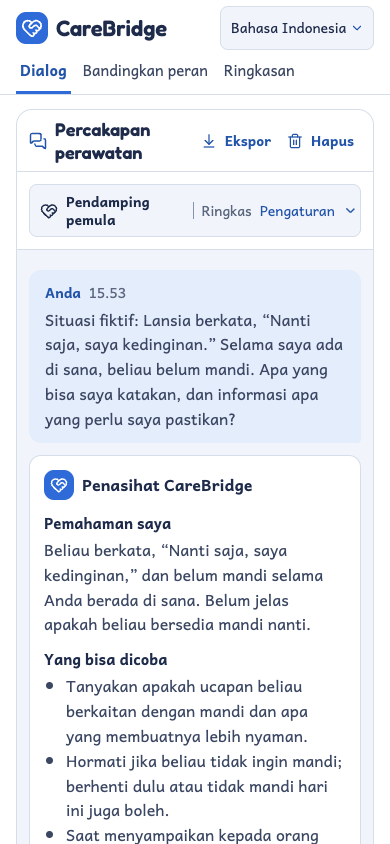 CareBridge
Bahasa Indonesia
Dialog Bandingkan peran Ringkasan
Percakapan
perawatan
Ekspor
Hapus
Pendamping
pemula
Ringkas Pengaturan
Anda 15.53
Situasi fiktif: Lansia berkata, “Nanti
saja, saya kedinginan.” Selama saya ada
di sana, beliau belum mandi. Apa yang
bisa saya katakan, dan informasi apa
yang perlu saya pastikan?
Penasihat CareBridge
Pemahaman saya
Beliau berkata, “Nanti saja, saya
kedinginan,” dan belum mandi selama
Anda berada di sana. Belum jelas
apakah beliau bersedia mandi nanti.
Yang bisa dicoba
• Tanyakan apakah ucapan beliau
berkaitan dengan mandi dan apa
yang membuatnya lebih nyaman.
• Hormati jika beliau tidak ingin mandi;
berhenti dulu atau tidak mandi hari
ini juga boleh.
• Saat menyampaikan kepada orang